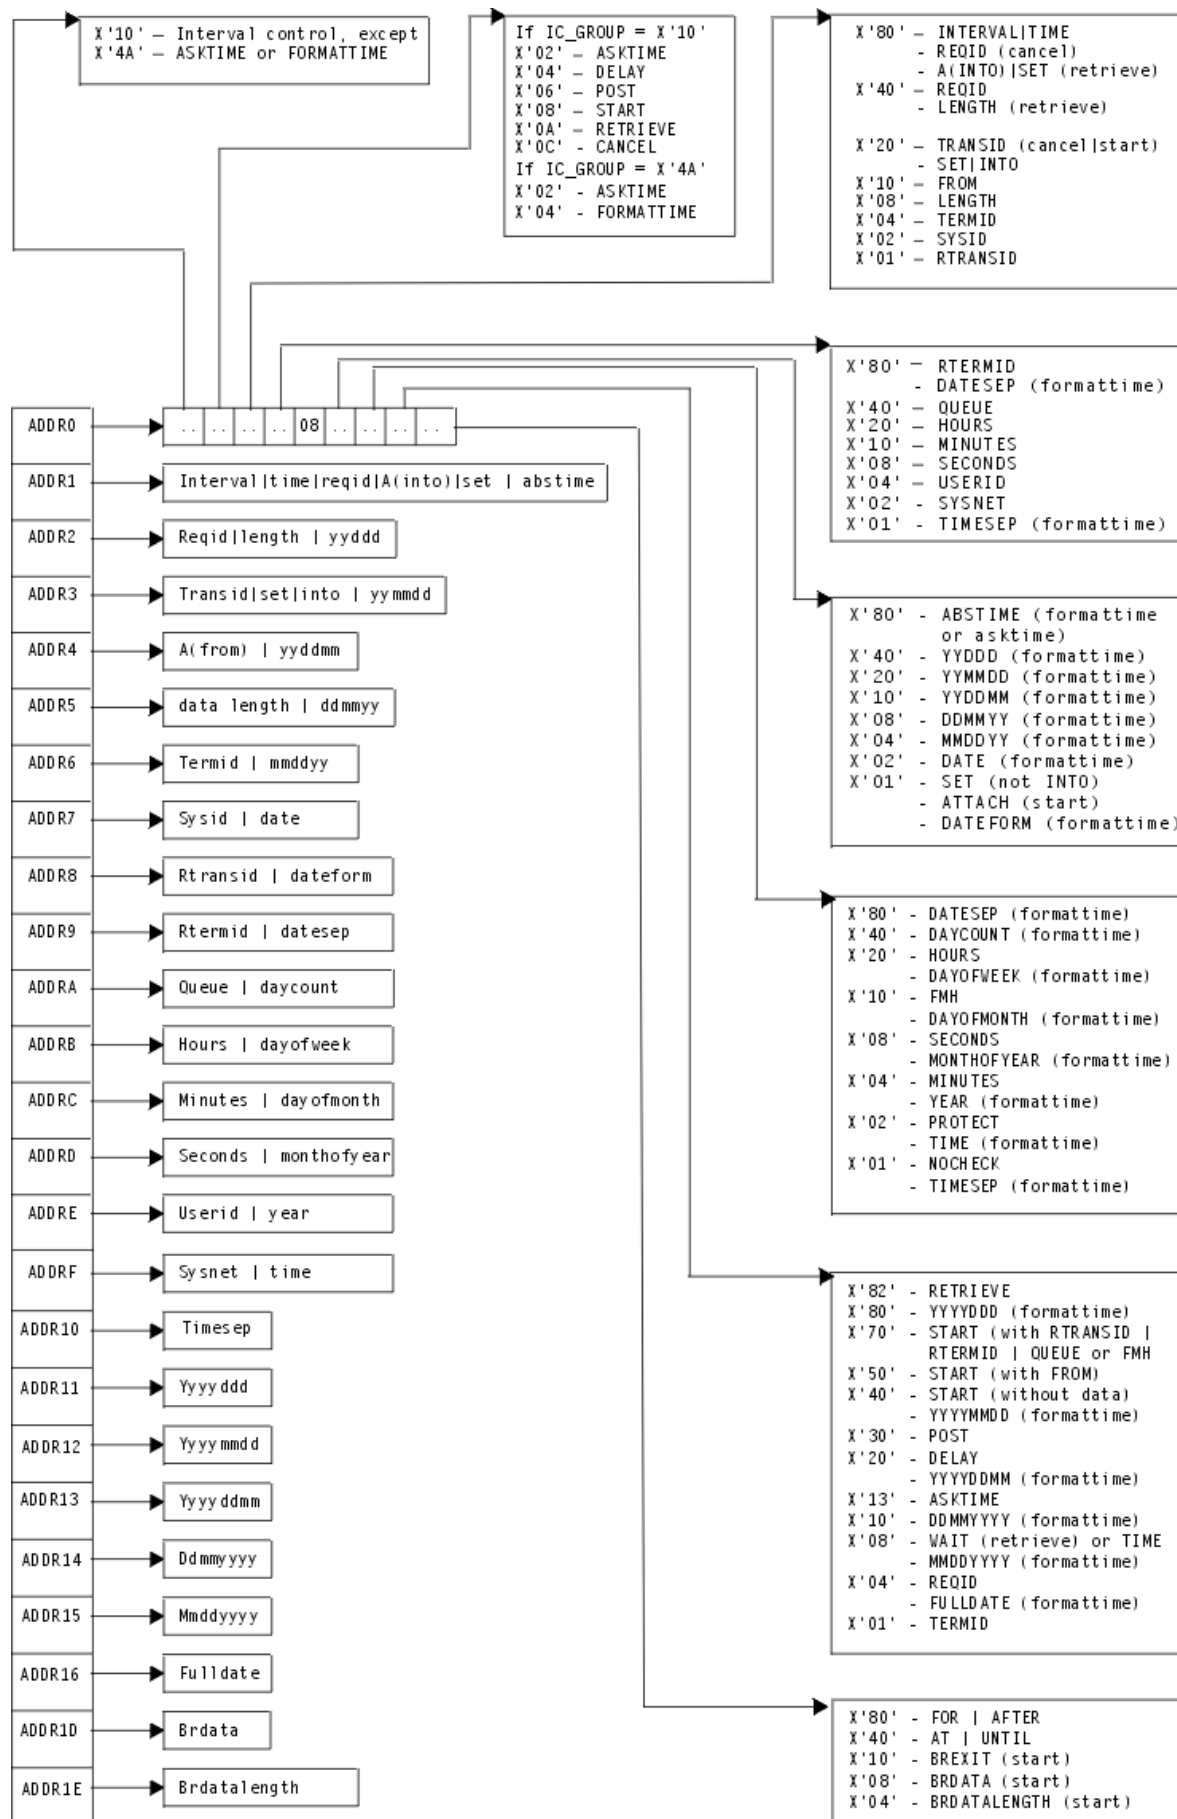 X'10' – Interval control, except
X'4A' – ASKTIME or FORMATTIME
If IC_GROUP = X'10'
X'02' – ASKTIME
X'04' – DELAY
X'06' – POST
X'08' – START
X'0A' – RETRIEVE
X'0C' - CANCEL
If IC_GROUP = X'4A'
X'02' - ASKTIME
X'04' - FORMATTIME
X'80' – INTERVAL|TIME
- REQID (cancel)
- A(INTO)|SET (retrieve)
X'40' – REQID
- LENGTH (retrieve)
X'20' – TRANSID (cancel|start)
- SET|INTO
X'10' – FROM
X'08' – LENGTH
X'04' – TERMID
X'02' – SYSID
X'01' – RTRANSID
X'80' – RTERMID
- DATESEP (formattime)
X'40' – QUEUE
X'20' – HOURS
X'10' – MINUTES
X'08' – SECONDS
X'04' – USERID
X'02' - SYSNET
X'01' - TIMESEP (formattime)
ADDR0 .. .. .. .. 08 .. .. .. ..
ADDR1 Interval|time|reqid|A(into)|set | abstime
ADDR2 Reqid|length | yyddd
ADDR3 Transid|set|into | yymmdd
ADDR4 A(from) | yyddmm
ADDR5 data length | ddmmyy
ADDR6 Termid | mmddyy
ADDR7 Sysid | date
ADDR8 Rtransid | dateform
ADDR9 Rtermid | datesep
ADDRA Queue | daycount
ADDRB Hours | dayofweek
ADDRC Minutes | dayofmonth
ADDRD Seconds | monthofyear
ADDRE Userid | year
ADDRF Sysnet | time
ADDR10 Timesep
ADDR11 Yyyyddd
ADDR12 Yyyymmdd
ADDR13 Yyyyddmm
ADDR14 Ddmmyyyy
ADDR15 Mmddyyyy
ADDR16 Fulldate
ADDR1D Brdata
ADDR1E Brdatalength
X'80' - ABSTIME (formattime
or asktime)
X'40' - YYDDD (formattime)
X'20' - YYMMDD (formattime)
X'10' - YYDDMM (formattime)
X'08' - DDMMYY (formattime)
X'04' - MMDDYY (formattime)
X'02' - DATE (formattime)
X'01' - SET (not INTO)
- ATTACH (start)
- DATEFORM (formattime)
X'80' - DATESEP (formattime)
X'40' - DAYCOUNT (formattime)
X'20' - HOURS
- DAYOFWEEK (formattime)
X'10' - FMH
- DAYOFMONTH (formattime)
X'08' - SECONDS
- MONTHOFYEAR (formattime)
X'04' - MINUTES
- YEAR (formattime)
X'02' - PROTECT
- TIME (formattime)
X'01' - NOCHECK
- TIMESEP (formattime)
X'82' - RETRIEVE
X'80' - YYYYDDD (formattime)
X'70' - START (with RTRANSID |
RTERMID | QUEUE or FMH
X'50' - START (with FROM)
X'40' - START (without data)
- YYYYMMDD (formattime)
X'30' - POST
X'20' - DELAY
- YYYYDDMM (formattime)
X'13' - ASKTIME
X'10' - DDMMYYYY (formattime)
X'08' - WAIT (retrieve) or TIME
- MMDDYYYY (formattime)
X'04' - REQID
- FULLDATE (formattime)
X'01' - TERMID
X'80' - FOR | AFTER
X'40' - AT | UNTIL
X'10' - BREXIT (start)
X'08' - BRDATA (start)
X'04' - BRDATALENGTH (start)